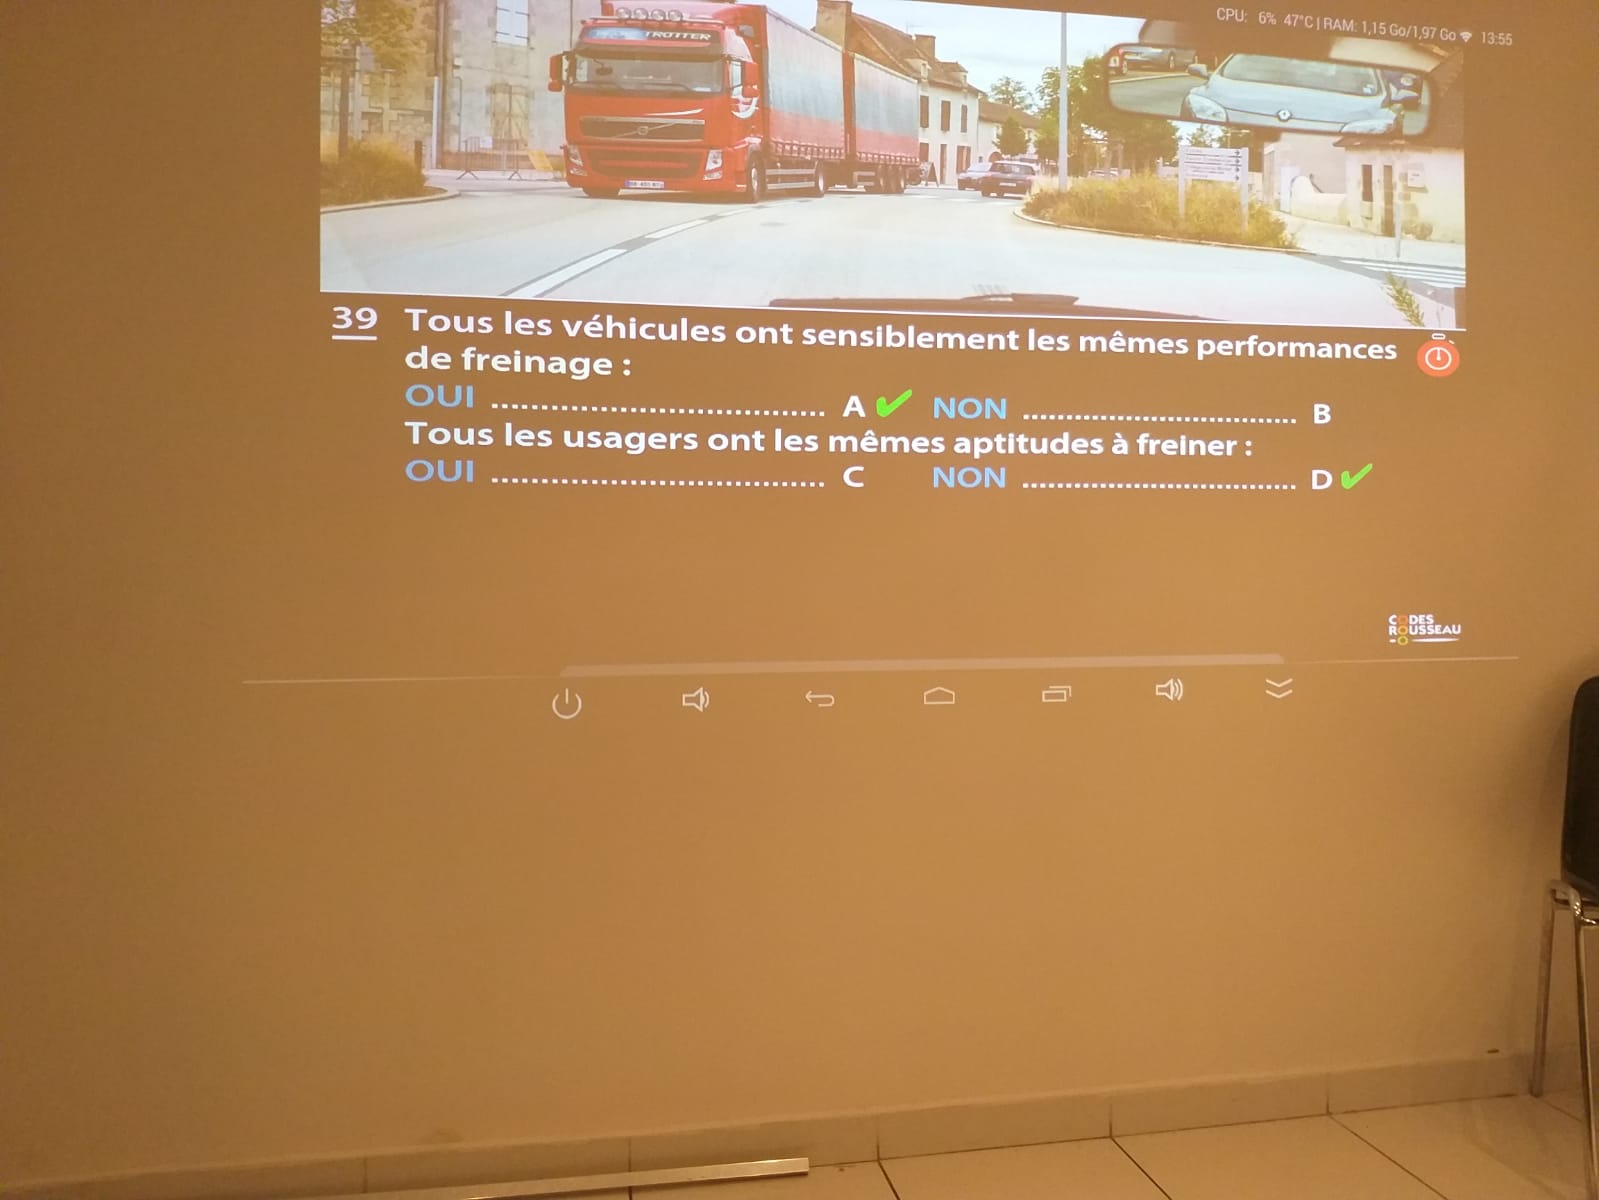 CPU: 6% 47°C | RAM: 1,15 Go/1,97 Go 13:55
TROTTER
39 Tous les véhicules ont sensiblement les mêmes performances
de freinage :
OUI .................................. A ✔ NON ................................ B
Tous les usagers ont les mêmes aptitudes à freiner :
OUI .................................. C NON ................................ D ✔
CODES
ROUSSEAU